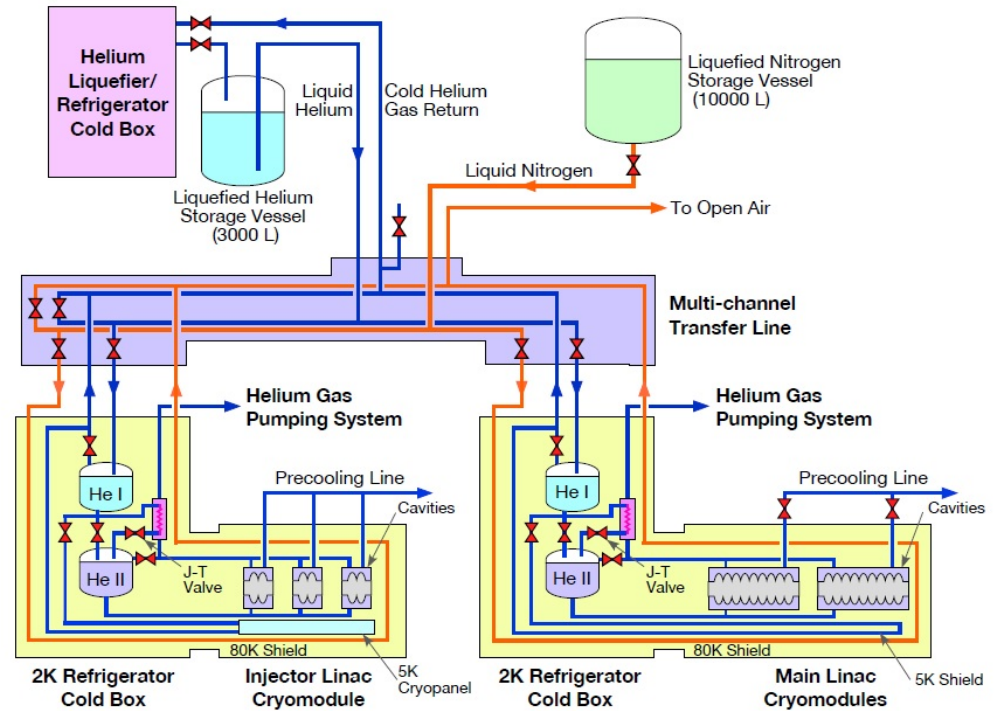 Helium
Liquefier/
Refrigerator
Cold Box
Liquefied Helium
Storage Vessel
(3000 L)
Liquid
Helium
Cold Helium
Gas Return
Liquefied Nitrogen
Storage Vessel
(10000 L)
Liquid Nitrogen
To Open Air
Multi-channel
Transfer Line
Helium Gas
Pumping System
He I
He II
J-T
Valve
Precooling Line
Cavities
80K Shield
5K
Cryopanel
2K Refrigerator
Cold Box
Injector Linac
Cryomodule
Helium Gas
Pumping System
He I
He II
J-T
Valve
Precooling Line
Cavities
80K Shield
5K Shield
2K Refrigerator
Cold Box
Main Linac
Cryomodules